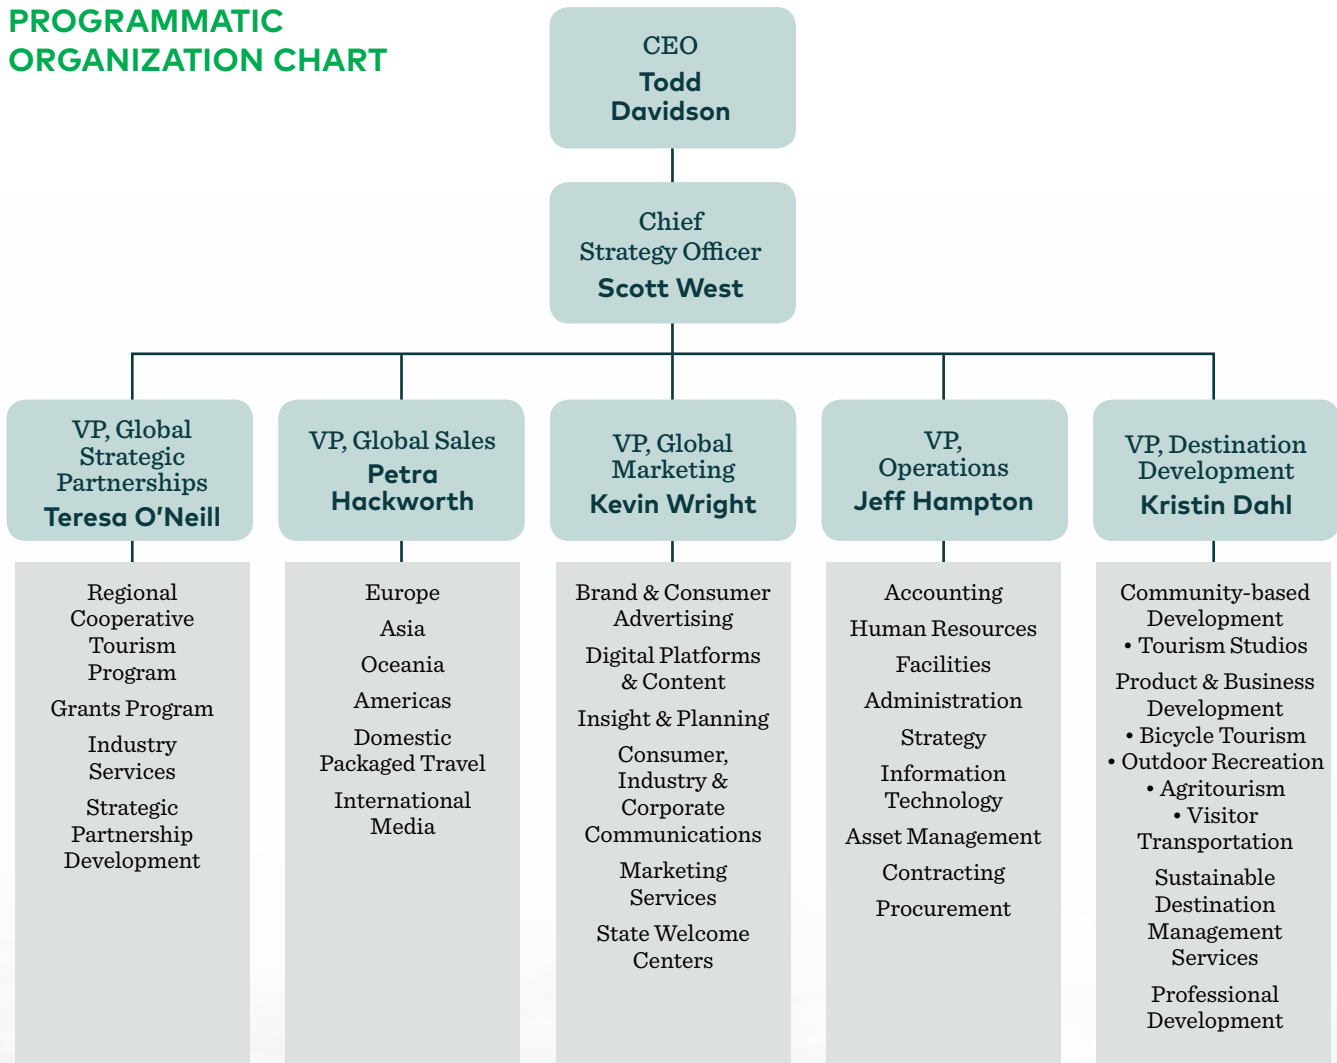 PROGRAMMATIC
ORGANIZATION CHART
CEO
Todd
Davidson
Chief
Strategy Officer
Scott West
VP, Global
Strategic
Partnerships
Teresa O’Neill
VP, Global Sales
Petra
Hackworth
VP, Global
Marketing
Kevin Wright
VP,
Operations
Jeff Hampton
VP, Destination
Development
Kristin Dahl
Regional
Cooperative
Tourism
Program
Grants Program
Industry
Services
Strategic
Partnership
Development
Europe
Asia
Oceania
Americas
Domestic
Packaged Travel
International
Media
Brand & Consumer
Advertising
Digital Platforms
& Content
Insight & Planning
Consumer,
Industry &
Corporate
Communications
Marketing
Services
State Welcome
Centers
Accounting
Human Resources
Facilities
Administration
Strategy
Information
Technology
Asset Management
Contracting
Procurement
Community-based
Development
• Tourism Studios
Product & Business
Development
• Bicycle Tourism
• Outdoor Recreation
• Agritourism
• Visitor
Transportation
Sustainable
Destination
Management
Services
Professional
Development